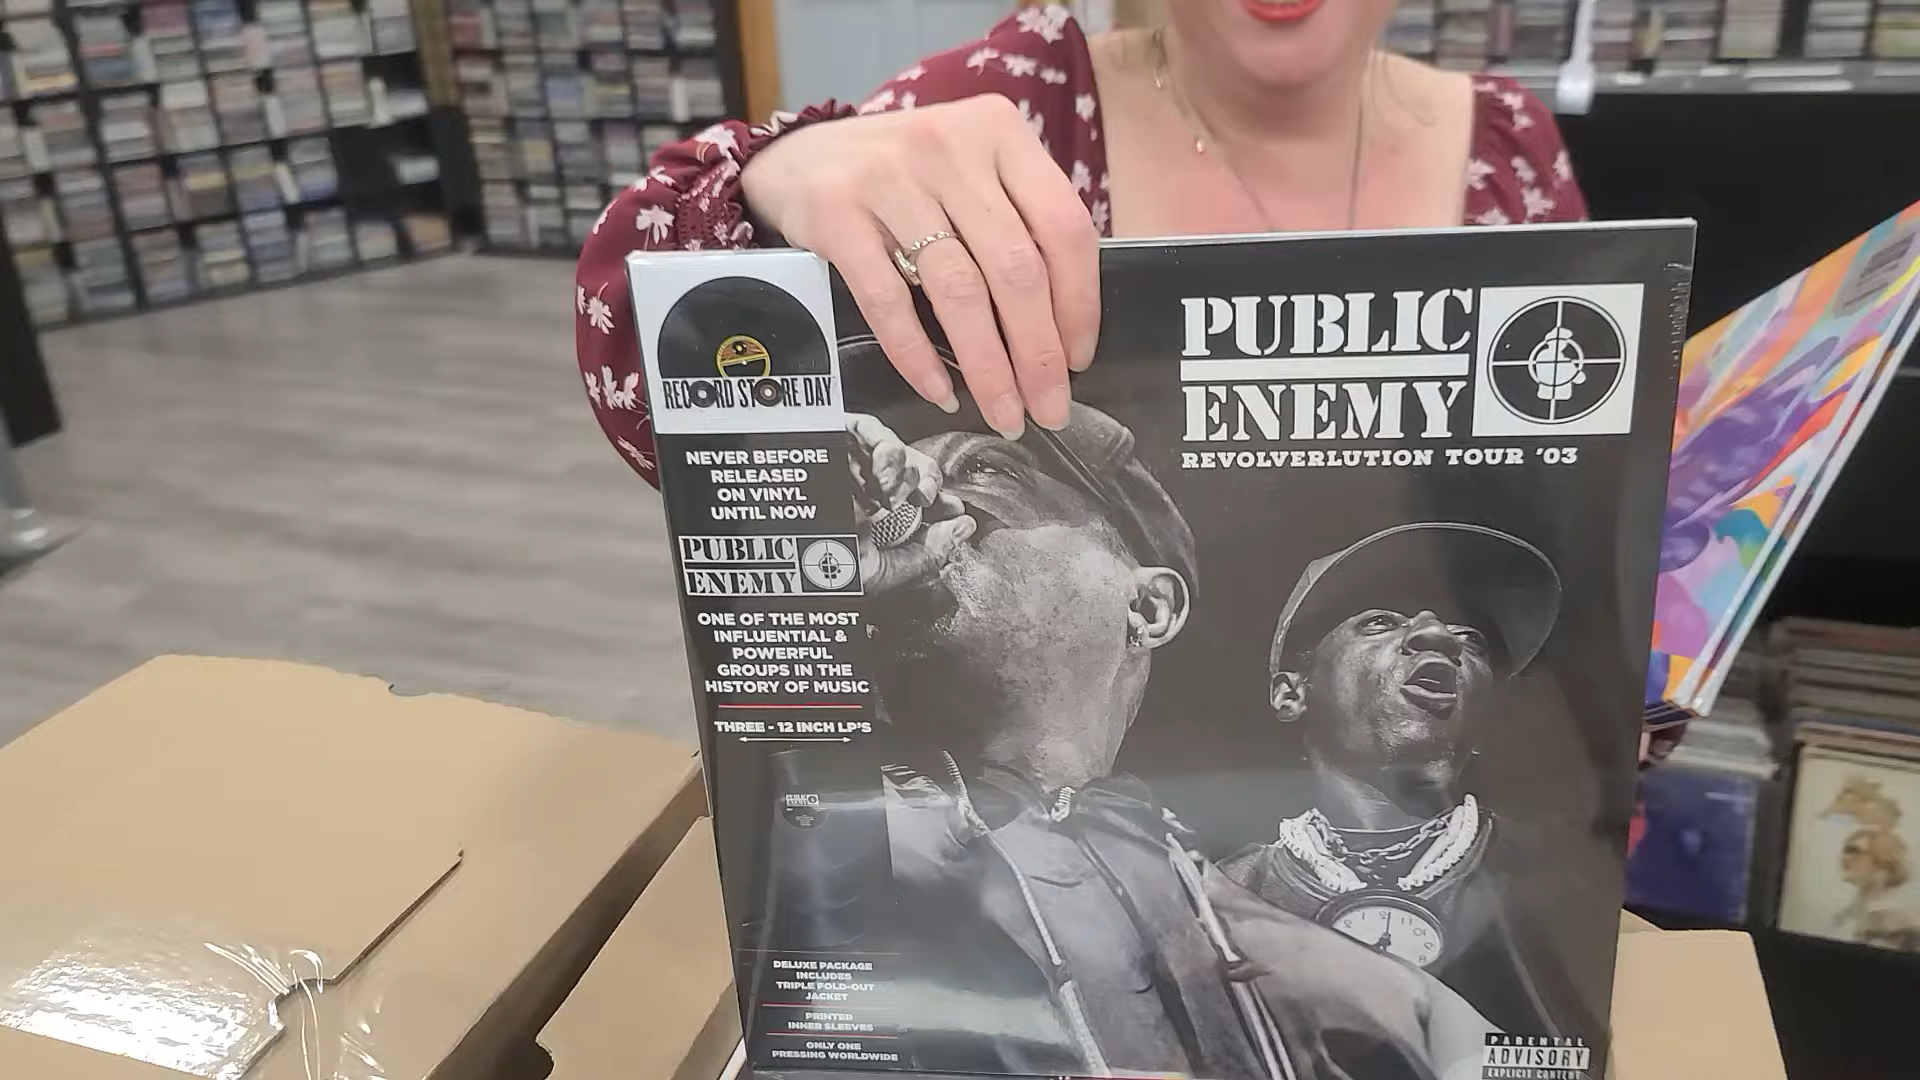 RECORD STORE DAY
NEVER BEFORE
RELEASED
ON VINYL
UNTIL NOW
PUBLIC
ENEMY
ONE OF THE MOST
INFLUENTIAL &
POWERFUL
GROUPS IN THE
HISTORY OF MUSIC
THREE - 12 INCH LP'S
PUBLIC
ENEMY
DELUXE PACKAGE
INCLUDES
TRIPLE FOLD-OUT
JACKET
PRINTED
INNER SLEEVES
ONLY ONE
PRESSING WORLDWIDE
PUBLIC
ENEMY
REVOLVERLUTION TOUR '03
PARENTAL
ADVISORY
EXPLICIT CONTENT